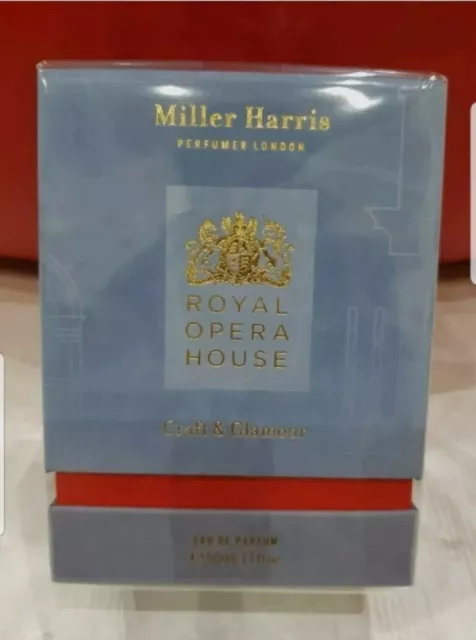 Miller Harris
PERFUMER LONDON
ROYAL
OPERA
HOUSE
Craft & Glamour
EAU DE PARFUM